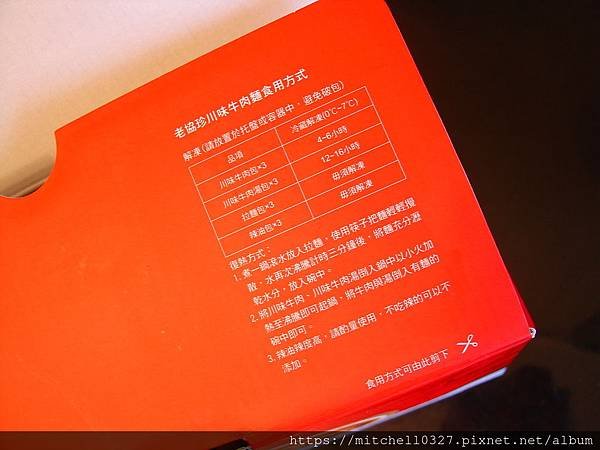 老協珍川味牛肉麵食用方式
解凍(請放置於托盤或容器中，避免破包)
品項 冷藏解凍(0℃~7℃)
川味牛肉包×3 4~6小時
川味牛肉湯包×3 12~16小時
拉麵包×3 毋須解凍
辣油包×3 毋須解凍
復熱方式：
1. 煮一鍋滾水放入拉麵，使用筷子把麵輕輕攪
散，水再次沸騰計時三分鐘後，將麵充分瀝
乾水分，放入碗中。
2. 將川味牛肉、川味牛肉湯倒入鍋中以小火加
熱至沸騰即可起鍋，將牛肉與湯倒入有麵的
碗中即可。
3. 辣油辣度高，請酌量使用，不吃辣的可以不
添加。
食用方式可由此剪下
https://mitchell0327.pixnet.net/album